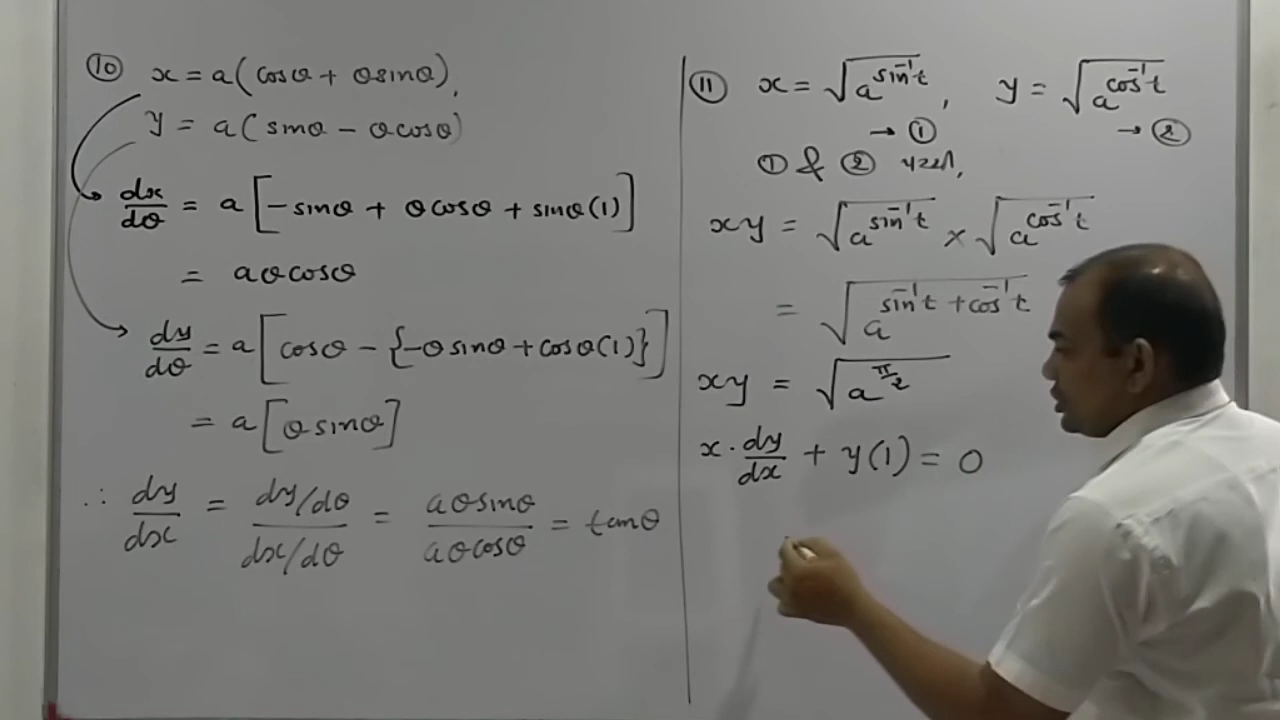 ⑩ x = a(cosθ + θsinθ),
y = a(sinθ − θcosθ)
dx/dθ = a[−sinθ + θcosθ + sinθ(1)]
= aθcosθ
dy/dθ = a[cosθ − {−θsinθ + cosθ(1)}]
= a[θsinθ]
∴ dy/dx = (dy/dθ)/(dx/dθ) = aθsinθ/aθcosθ = tanθ
⑪ x = √(a^(sin⁻¹t)), y = √(a^(cos⁻¹t))
→ ① → ②
① & ②
xy = √(a^(sin⁻¹t)) × √(a^(cos⁻¹t))
= √(a^(sin⁻¹t + cos⁻¹t))
xy = √(a^(π/2))
x·dy/dx + y(1) = 0